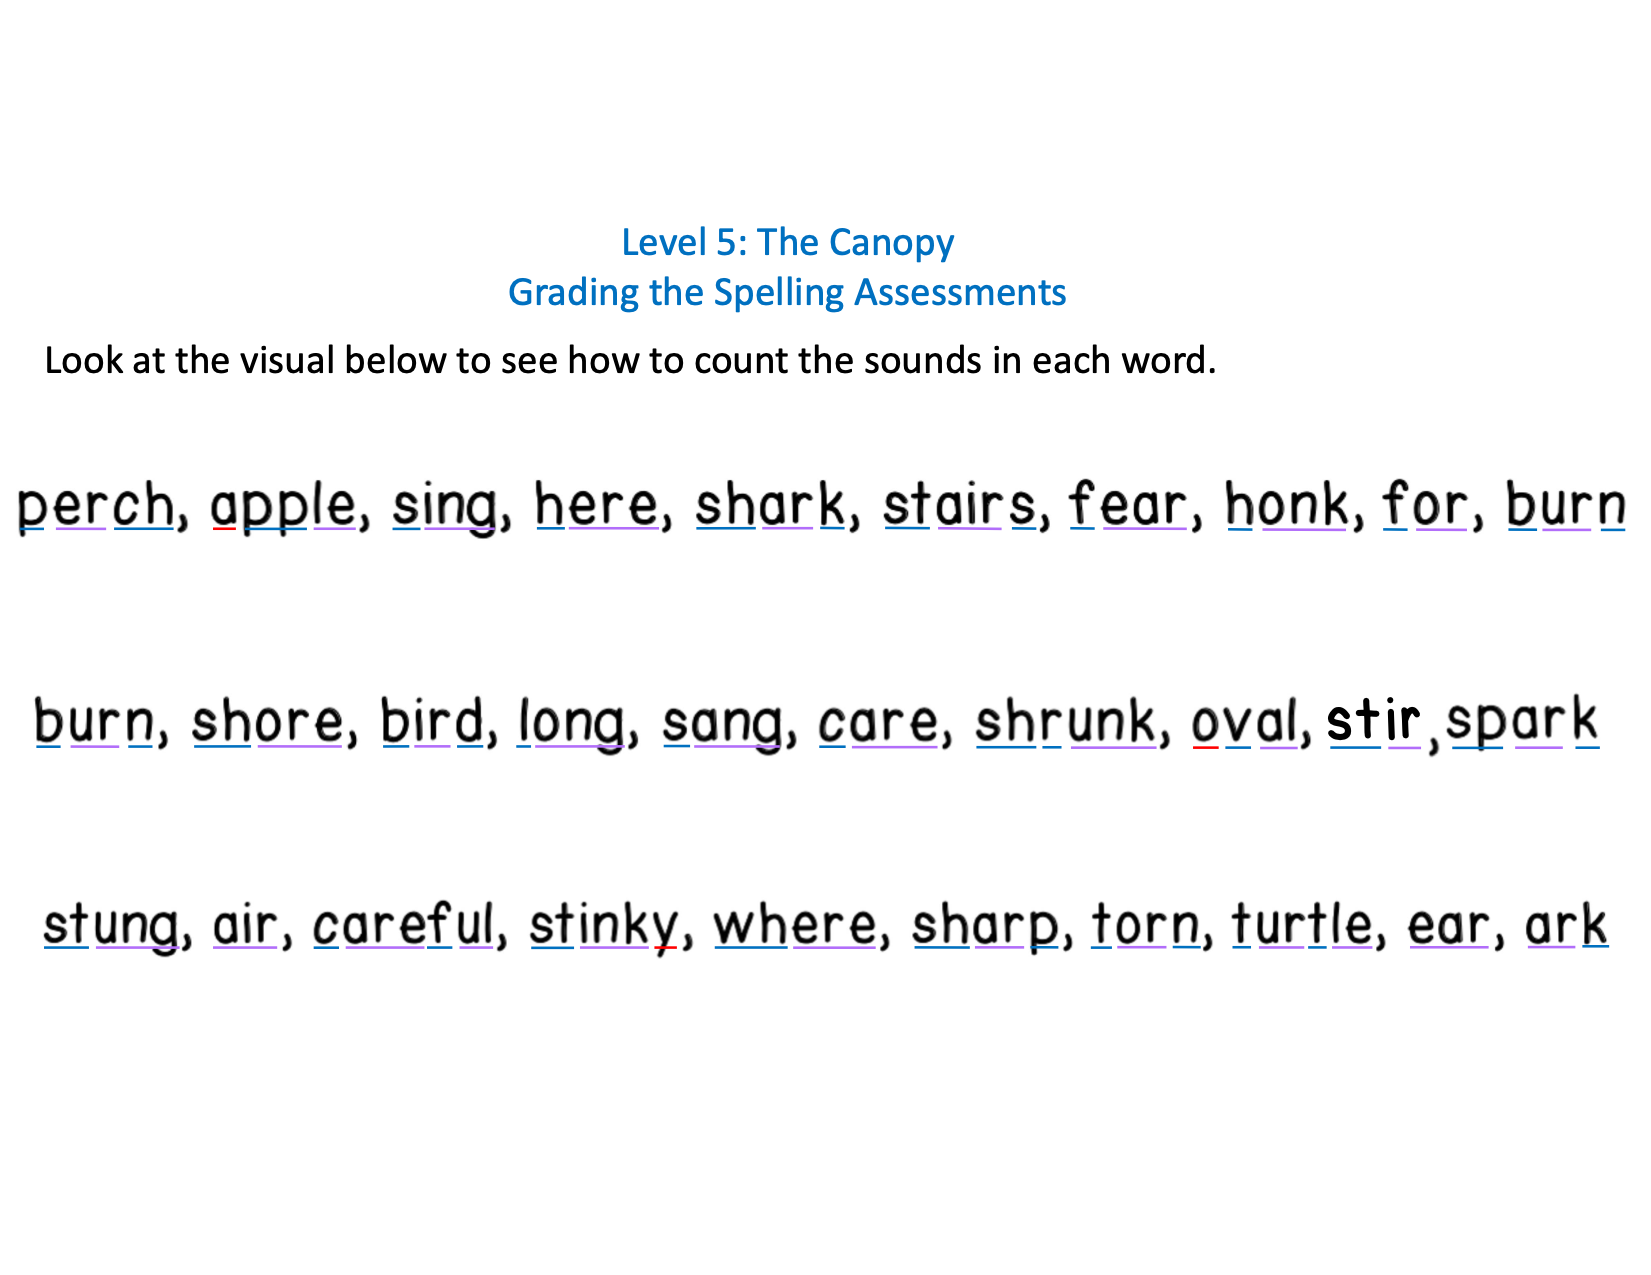 Level 5: The Canopy
Grading the Spelling Assessments
Look at the visual below to see how to count the sounds in each word.
perch, apple, sing, here, shark, stairs, fear, honk, for, burn
burn, shore, bird, long, sang, care, shrunk, oval, stir, spark
stung, air, careful, stinky, where, sharp, torn, turtle, ear, ark